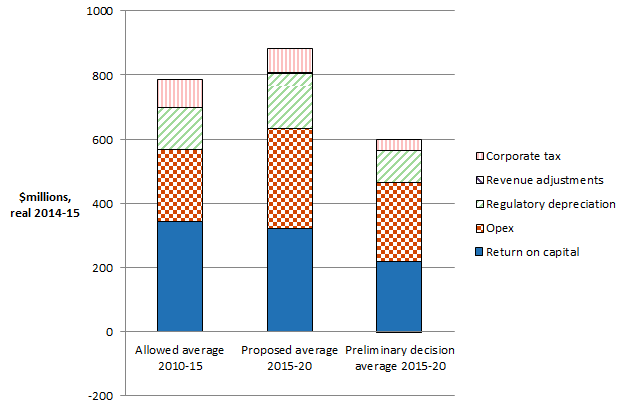 1000
800
600
400
200
0
-200
$millions,
real 2014-15
Allowed average
2010-15
Proposed average
2015-20
Preliminary decision
average 2015-20
Corporate tax
Revenue adjustments
Regulatory depreciation
Opex
Return on capital